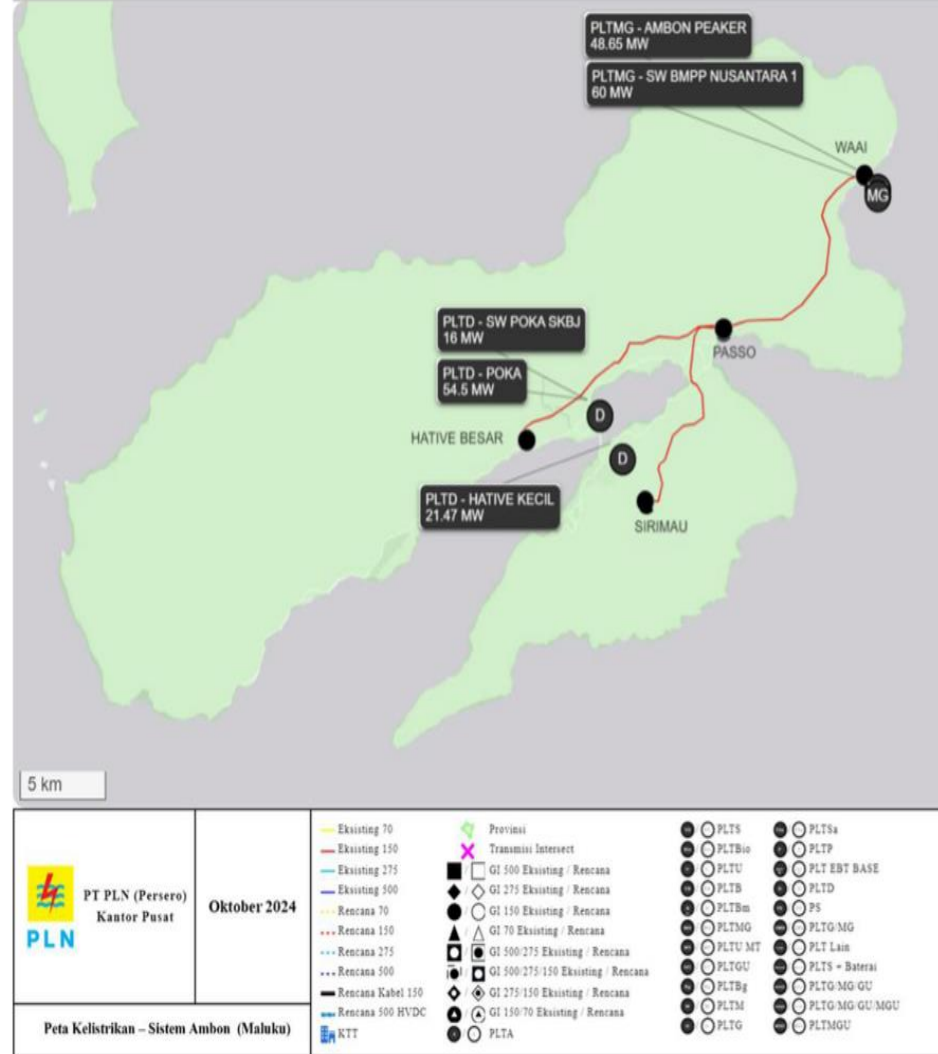 PLTMG - AMBON PEAKER
48.65 MW
PLTMG - SW BMPP NUSANTARA 1
60 MW
WAAI
MG
PLTD - SW POKA SKBJ
16 MW
PASSO
PLTD - POKA
54.5 MW
D
HATIVE BESAR
D
PLTD - HATIVE KECIL
21.47 MW
SIRIMAU
5 km
PLN
PT PLN (Persero)
Kantor Pusat
Oktober 2024
Peta Kelistrikan – Sistem Ambon (Maluku)
Eksisting 70
Eksisting 150
Eksisting 275
Eksisting 500
Rencana 70
Rencana 150
Rencana 275
Rencana 500
Rencana Kabel 150
Rencana 500 HVDC
KTT
Provinsi
Transmisi Intersect
/ GI 500 Eksisting / Rencana
/ GI 275 Eksisting / Rencana
/ GI 150 Eksisting / Rencana
/ GI 70 Eksisting / Rencana
/ GI 500/275 Eksisting / Rencana
/ GI 500/275/150 Eksisting / Rencana
/ GI 275/150 Eksisting / Rencana
/ GI 150/70 Eksisting / Rencana
PLTA
/ PLTS
/ PLTBio
/ PLTU
/ PLTB
/ PLTBm
/ PLTMG
/ PLTU MT
/ PLTGU
/ PLTBg
/ PLTM
/ PLTG
PLTSa
PLTP
PLT EBT BASE
PLTD
PS
PLTG/MG
PLT Lain
PLTS + Baterai
PLTG/MG/GU
PLTG/MG/GU/MGU
PLTMGU